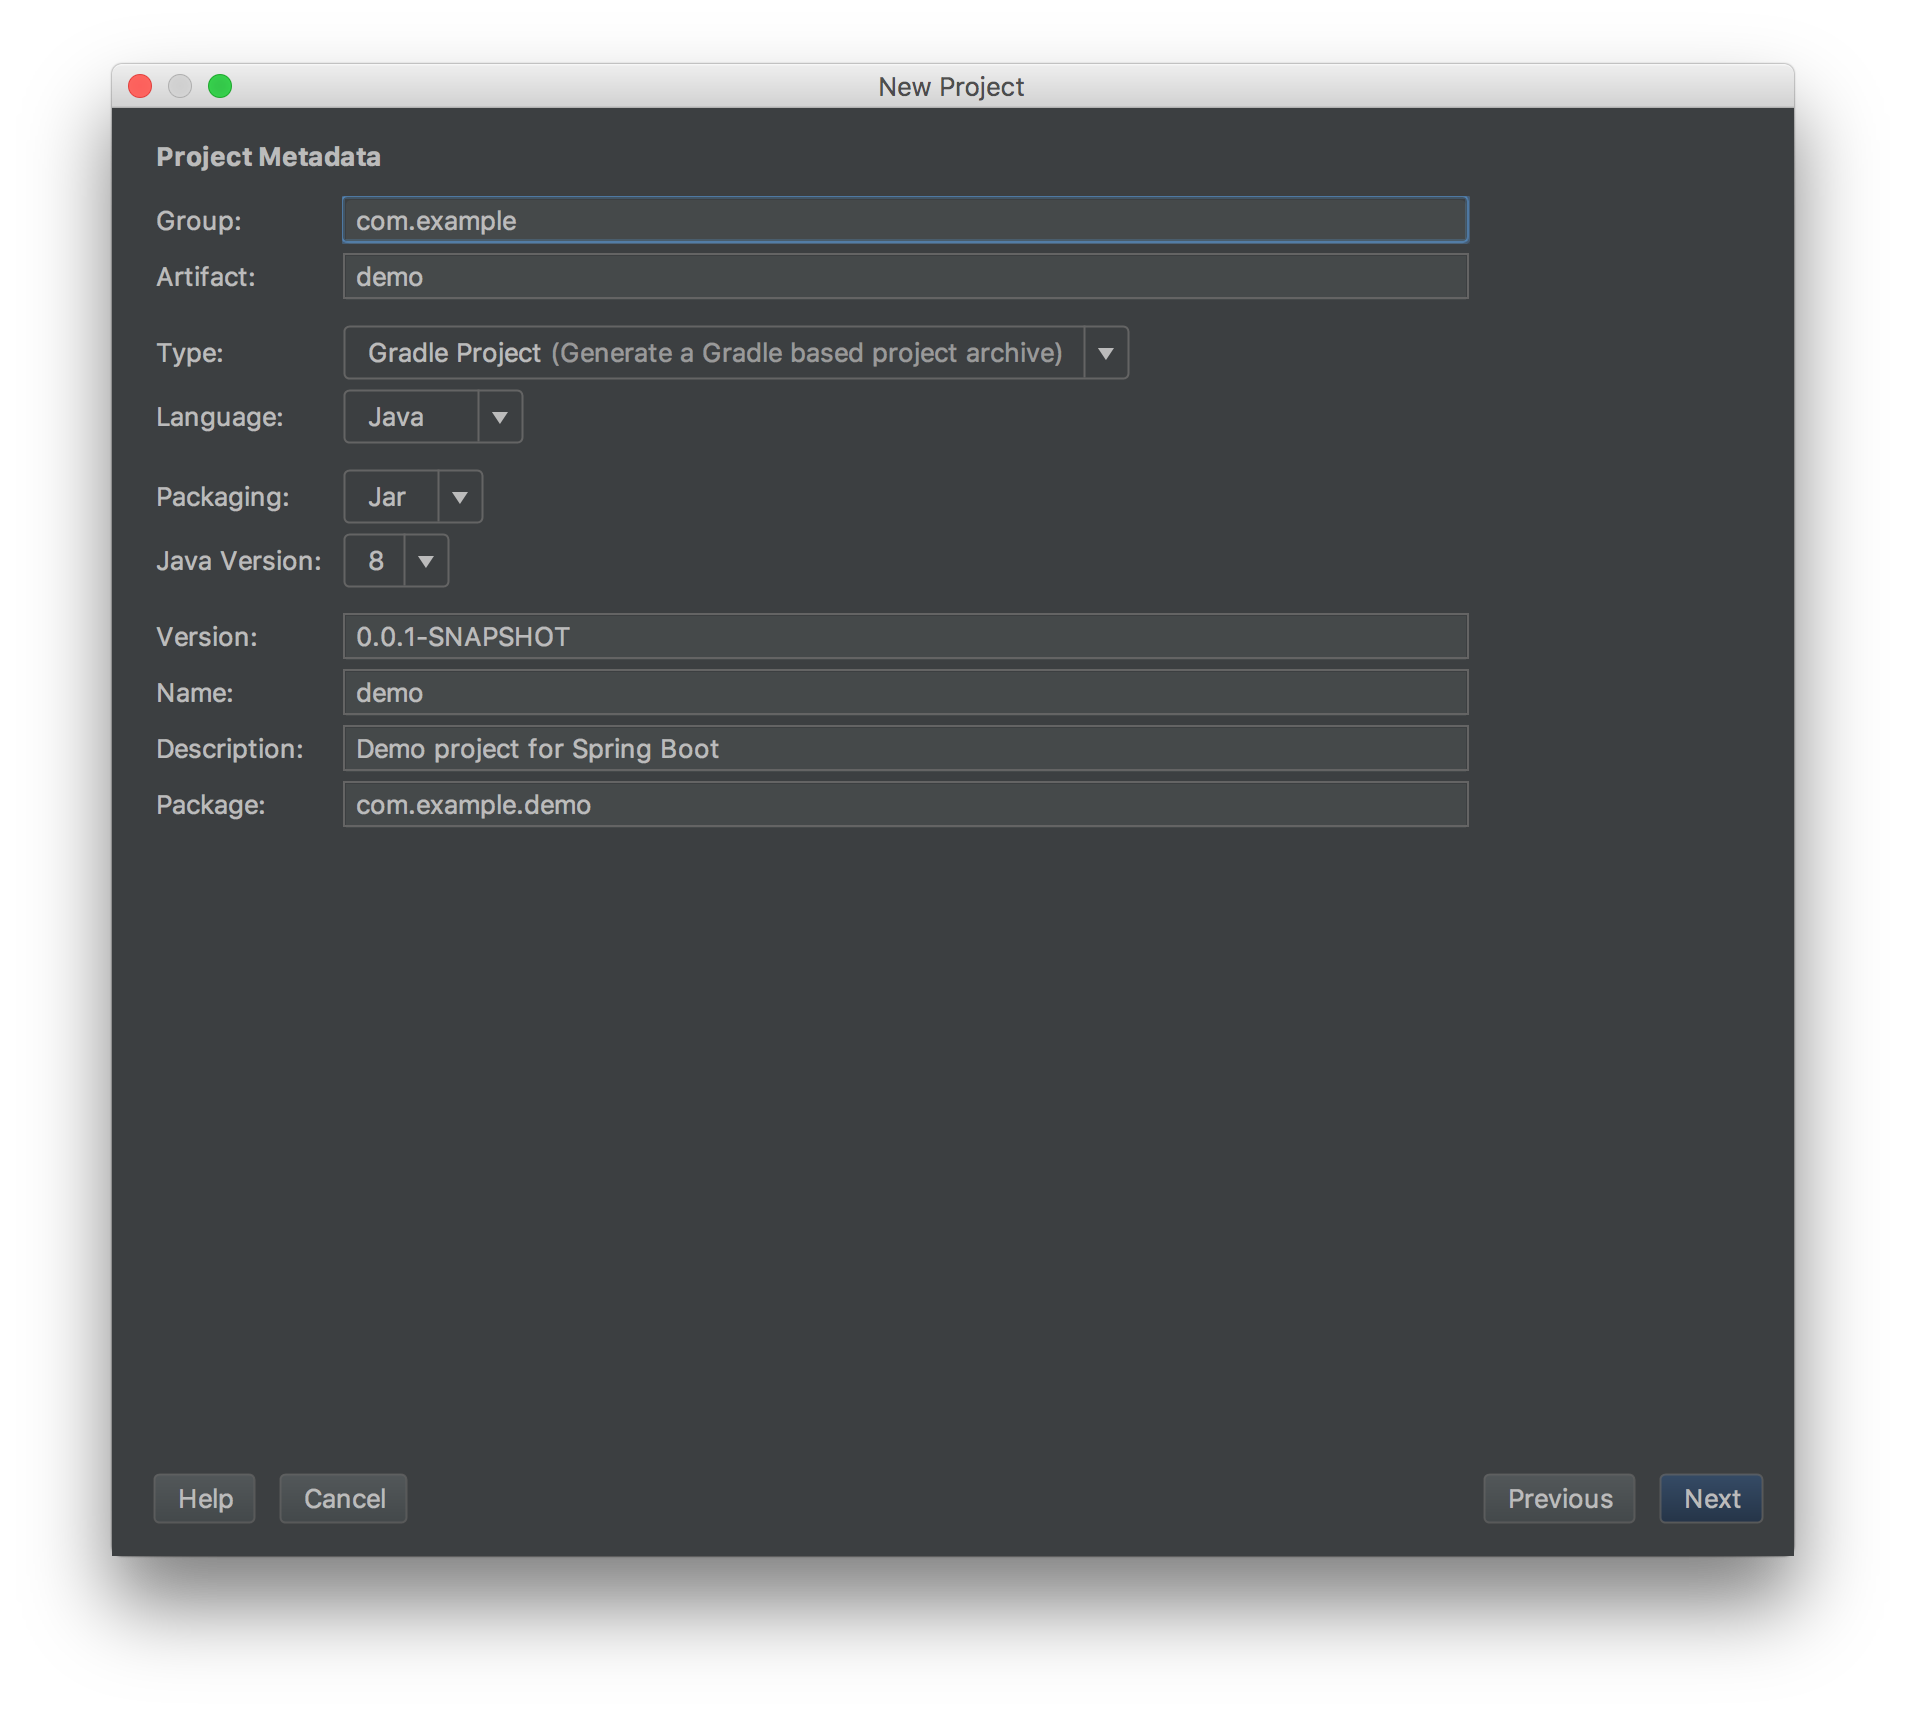 New Project
Project Metadata
Group: com.example
Artifact: demo
Type: Gradle Project (Generate a Gradle based project archive)
Language: Java
Packaging: Jar
Java Version: 8
Version: 0.0.1-SNAPSHOT
Name: demo
Description: Demo project for Spring Boot
Package: com.example.demo
Help Cancel Previous Next